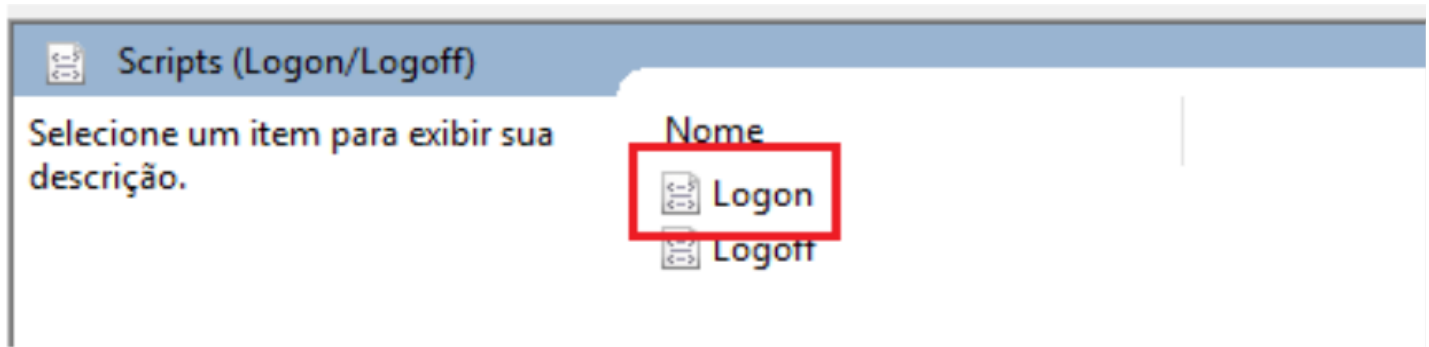 Scripts (Logon/Logoff)
Selecione um item para exibir sua
descrição.
Nome
Logon
Logoff